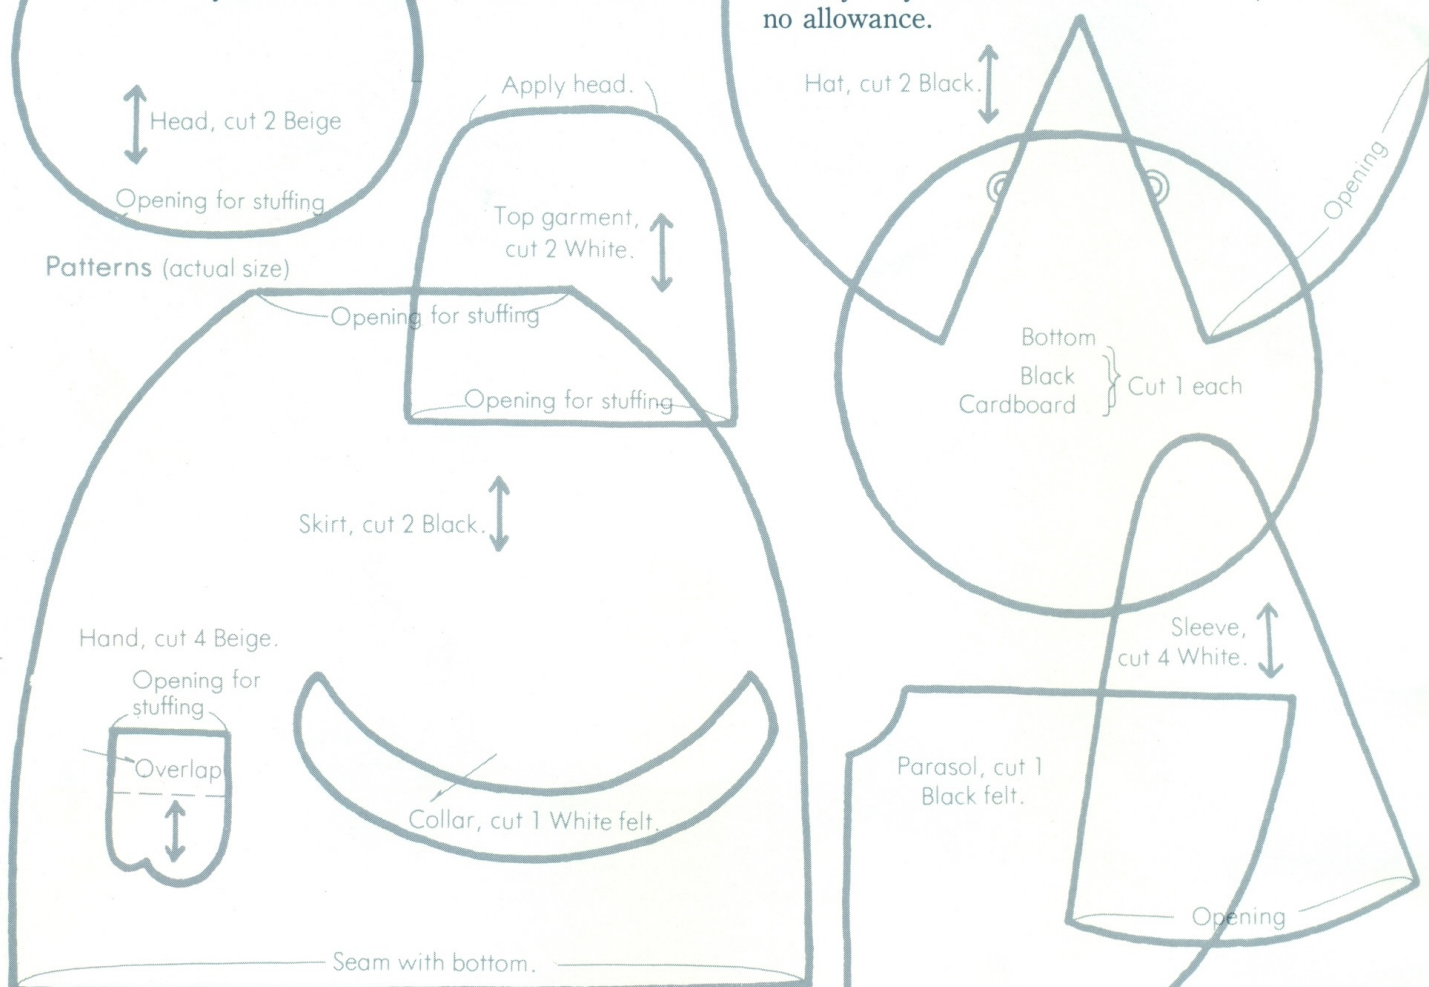 no allowance.
Hat, cut 2 Black.
Apply head.
Head, cut 2 Beige
Opening for stuffing
Top garment,
cut 2 White.
Opening
Patterns (actual size)
Opening for stuffing
Opening for stuffing
Bottom
Black
Cardboard
Cut 1 each
Skirt, cut 2 Black.
Hand, cut 4 Beige.
Opening for
stuffing
Overlap
Collar, cut 1 White felt.
Sleeve,
cut 4 White.
Parasol, cut 1
Black felt.
Opening
Seam with bottom.